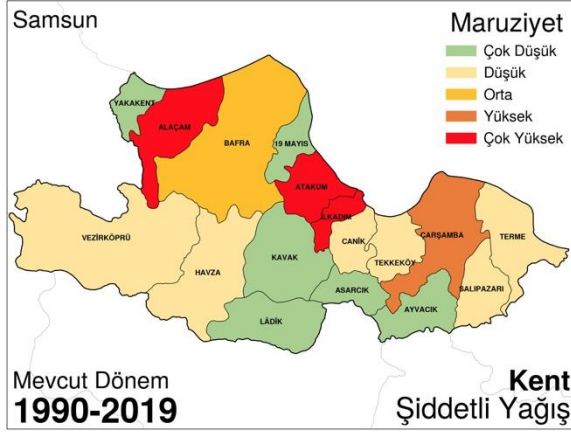 Samsun
Maruziyet
Çok Düşük
Düşük
Orta
Yüksek
Çok Yüksek
YAKAKENT
ALAÇAM
BAFRA
19 MAYIS
ATAKUM
İLKADIM
VEZİRKÖPRÜ
HAVZA
KAVAK
CANİK
TEKKEKÖY
ÇARŞAMBA
TERME
SALIPAZARI
ASARCIK
AYVACIK
LÂDİK
Mevcut Dönem
1990-2019
Kent
Şiddetli Yağış